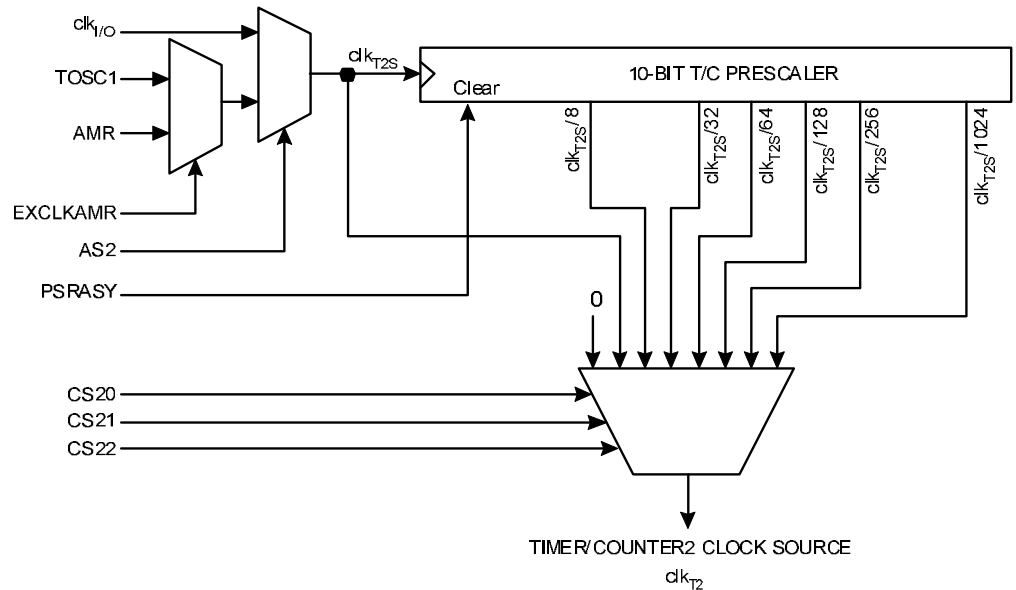 clkI/O
TOSC1
AMR
EXCLKAMR
AS2
PSRASY
clkT2S
10-BIT T/C PRESCALER
Clear
clkT2S/8
clkT2S/32
clkT2S/64
clkT2S/128
clkT2S/256
clkT2S/1024
0
CS20
CS21
CS22
TIMER/COUNTER2 CLOCK SOURCE
clkT2